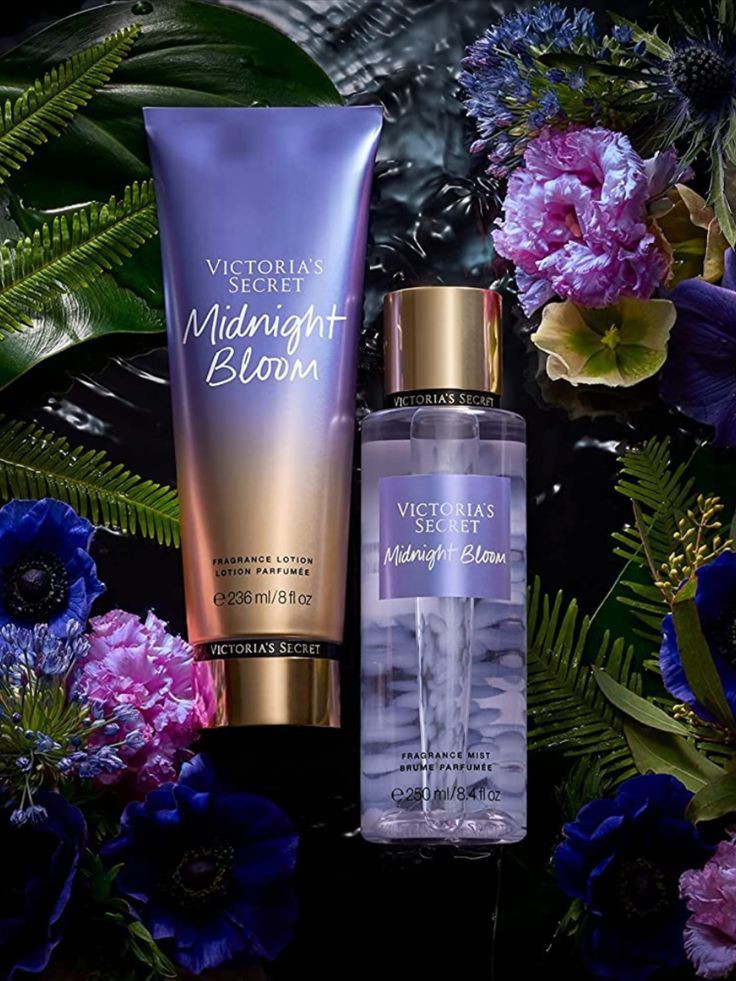 VICTORIA'S
SECRET
Midnight
Bloom
FRAGRANCE LOTION
LOTION PARFUMÉE
℮ 236 ml/8 fl oz
VICTORIA'S SECRET
VICTORIA'S SECRET
VICTORIA'S
SECRET
Midnight Bloom
FRAGRANCE MIST
BRUME PARFUMÉE
℮ 250 ml/8.4 fl oz